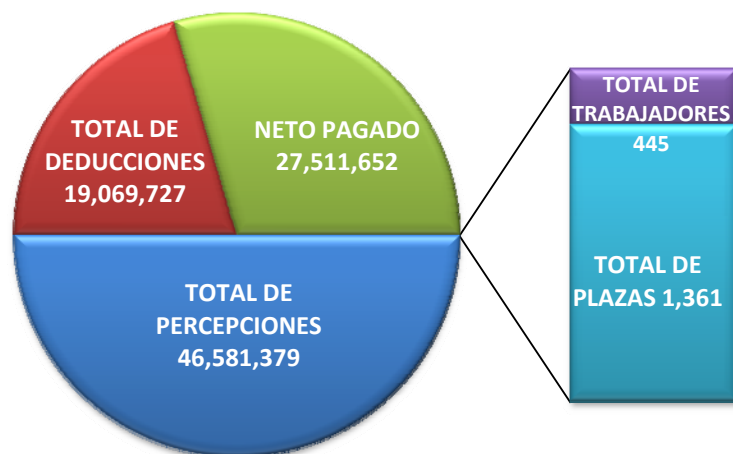 TOTAL DE
DEDUCCIONES
19,069,727
NETO PAGADO
27,511,652
TOTAL DE
PERCEPCIONES
46,581,379
TOTAL DE
TRABAJADORES
445
TOTAL DE
PLAZAS 1,361